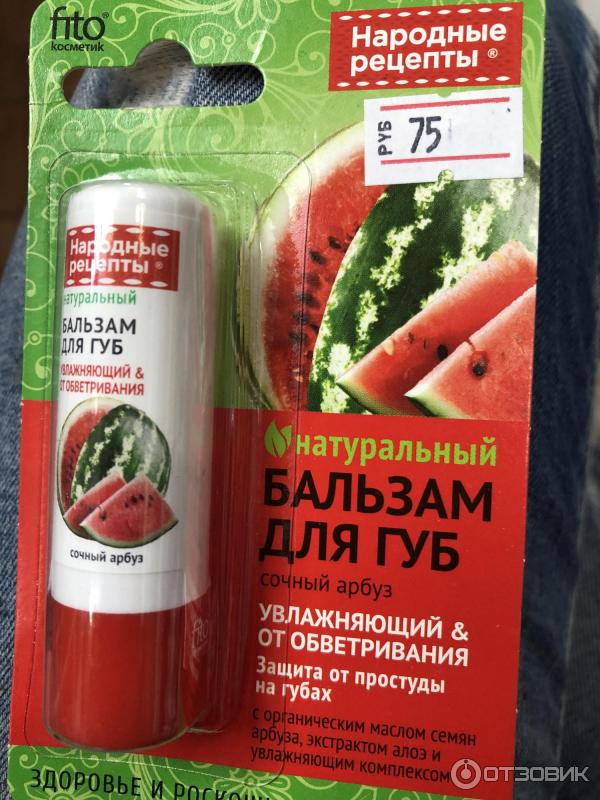 fito
косметик
Народные
рецепты ®
РУБ 75
Народные
рецепты ®
натуральный
БАЛЬЗАМ
ДЛЯ ГУБ
УВЛАЖНЯЮЩИЙ &
ОТ ОБВЕТРИВАНИЯ
сочный арбуз
fito
натуральный
БАЛЬЗАМ
ДЛЯ ГУБ
сочный арбуз
УВЛАЖНЯЮЩИЙ &
ОТ ОБВЕТРИВАНИЯ
Защита от простуды
на губах
с органическим маслом семян
арбуза, экстрактом алоэ и
увлажняющим комплексом
ЗДОРОВЬЕ И
ОТЗОВИК